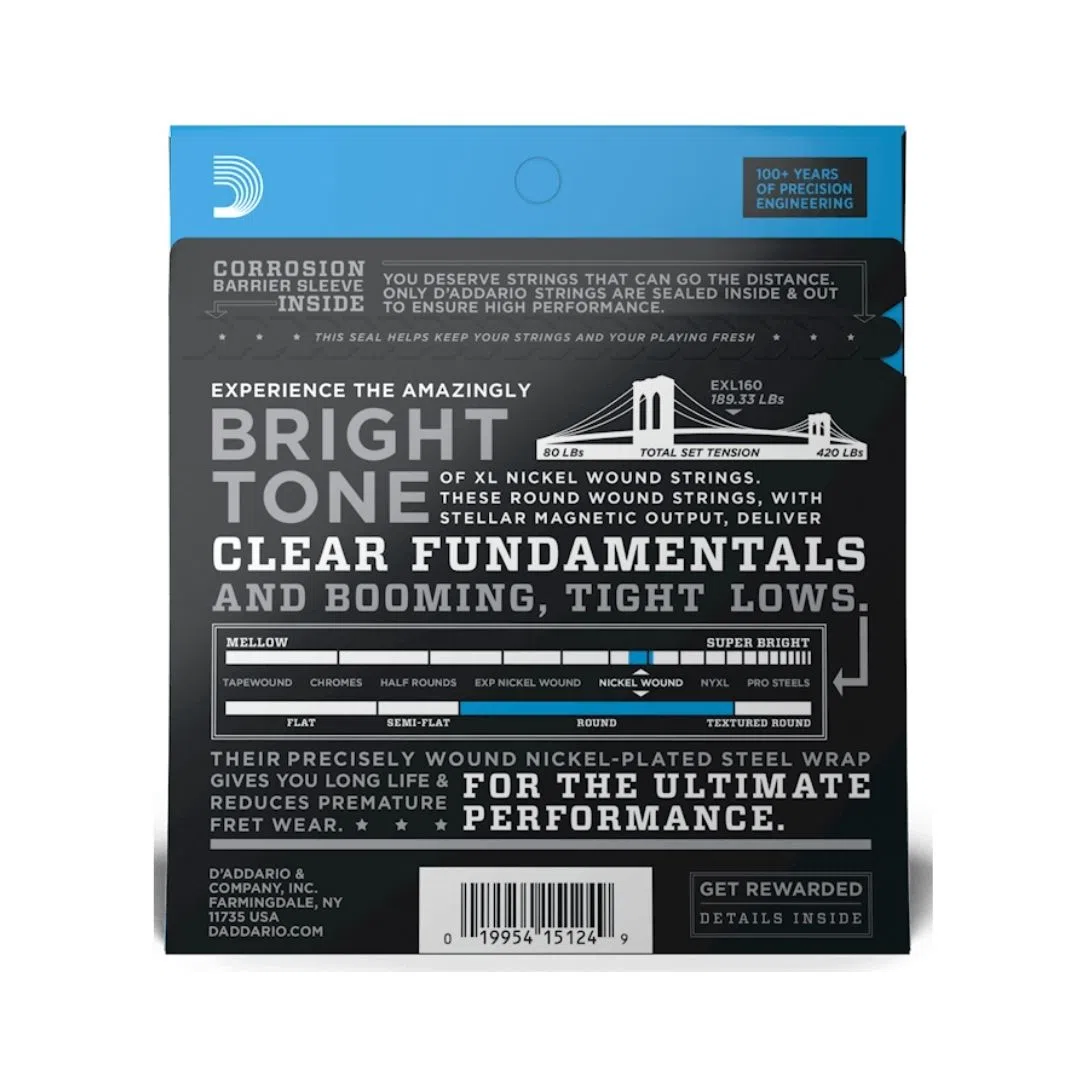 100+ YEARS
OF PRECISION
ENGINEERING
CORROSION
BARRIER SLEEVE
INSIDE
YOU DESERVE STRINGS THAT CAN GO THE DISTANCE.
ONLY D'ADDARIO STRINGS ARE SEALED INSIDE & OUT
TO ENSURE HIGH PERFORMANCE.
THIS SEAL HELPS KEEP YOUR STRINGS AND YOUR PLAYING FRESH
EXPERIENCE THE AMAZINGLY
BRIGHT
TONE
EXL160
189.33 LBs
80 LBs TOTAL SET TENSION 420 LBs
OF XL NICKEL WOUND STRINGS.
THESE ROUND WOUND STRINGS, WITH
STELLAR MAGNETIC OUTPUT, DELIVER
CLEAR FUNDAMENTALS
AND BOOMING, TIGHT LOWS.
MELLOW SUPER BRIGHT
TAPEWOUND CHROMES HALF ROUNDS EXP NICKEL WOUND NICKEL WOUND NYXL PRO STEELS
FLAT SEMI-FLAT ROUND TEXTURED ROUND
THEIR PRECISELY WOUND NICKEL-PLATED STEEL WRAP
GIVES YOU LONG LIFE &
REDUCES PREMATURE
FRET WEAR.
FOR THE ULTIMATE
PERFORMANCE.
D'ADDARIO &
COMPANY, INC.
FARMINGDALE, NY
11735 USA
DADDARIO.COM
0 19954 15124 9
GET REWARDED
DETAILS INSIDE